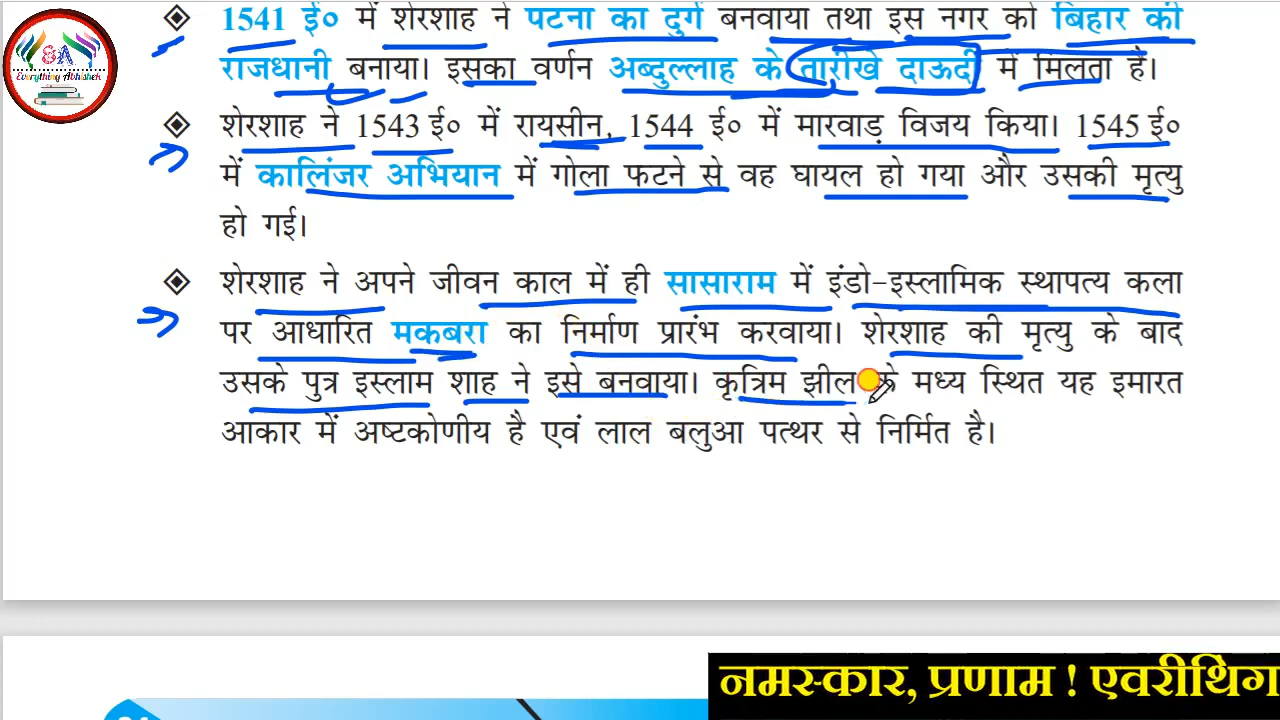 1541 ई० में शेरशाह ने पटना का दुर्ग बनवाया तथा इस नगर को बिहार की
राजधानी बनाया। इसका वर्णन अब्दुल्लाह के तारीखे दाऊदी में मिलता है।
शेरशाह ने 1543 ई० में रायसीन, 1544 ई० में मारवाड़ विजय किया। 1545 ई०
में कालिंजर अभियान में गोला फटने से वह घायल हो गया और उसकी मृत्यु
हो गई।
शेरशाह ने अपने जीवन काल में ही सासाराम में इंडो-इस्लामिक स्थापत्य कला
पर आधारित मकबरा का निर्माण प्रारंभ करवाया। शेरशाह की मृत्यु के बाद
उसके पुत्र इस्लाम शाह ने इसे बनवाया। कृत्रिम झील के मध्य स्थित यह इमारत
आकार में अष्टकोणीय है एवं लाल बलुआ पत्थर से निर्मित है।
&A
Everything Abhishek
नमस्कार, प्रणाम ! एवरीथिंग